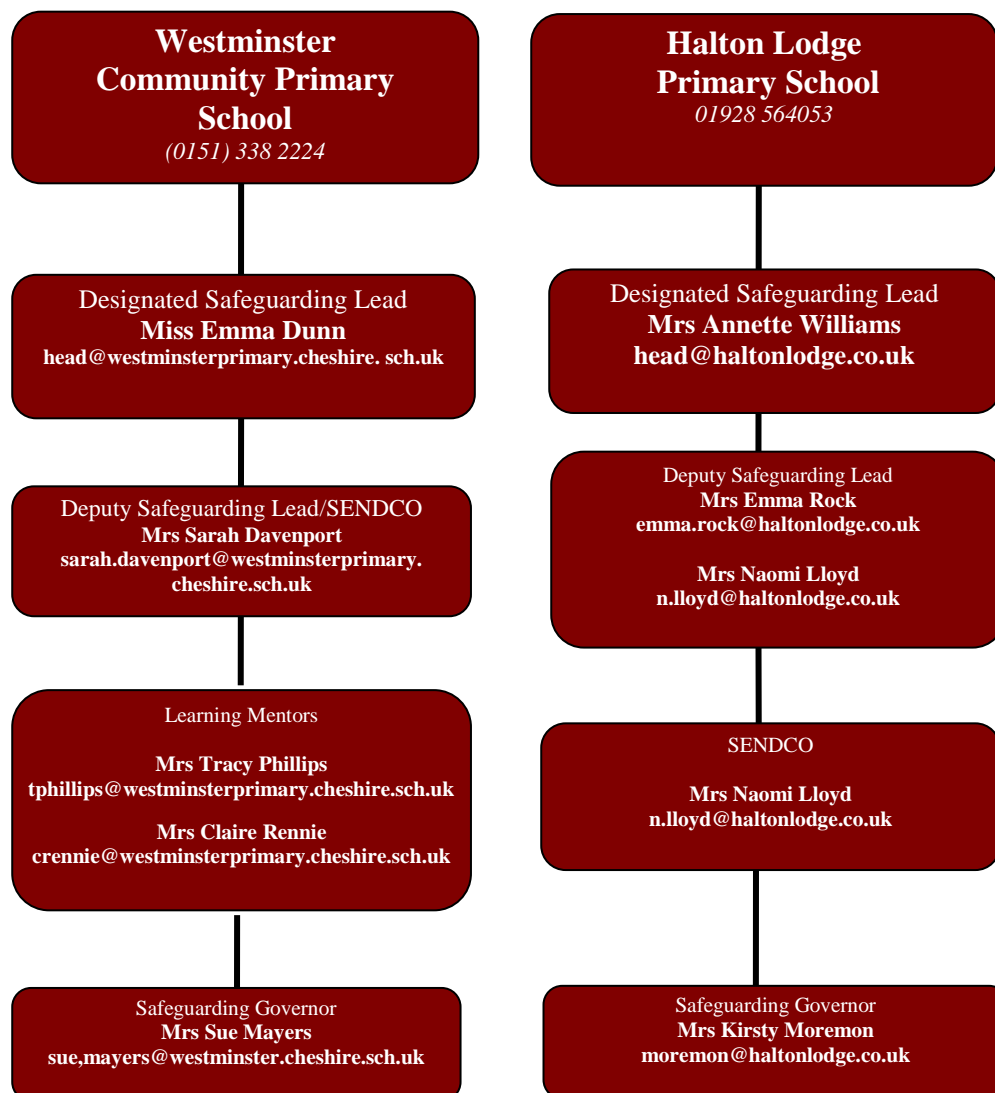 Westminster
Community Primary
School
(0151) 338 2224
Designated Safeguarding Lead
Miss Emma Dunn
head@westminsterprimary.cheshire. sch.uk
Deputy Safeguarding Lead/SENDCO
Mrs Sarah Davenport
sarah.davenport@westminsterprimary.
cheshire.sch.uk
Learning Mentors
Mrs Tracy Phillips
tphillips@westminsterprimary.cheshire.sch.uk
Mrs Claire Rennie
crennie@westminsterprimary.cheshire.sch.uk
Safeguarding Governor
Mrs Sue Mayers
sue,mayers@westminster.cheshire.sch.uk
Halton Lodge
Primary School
01928 564053
Designated Safeguarding Lead
Mrs Annette Williams
head@haltonlodge.co.uk
Deputy Safeguarding Lead
Mrs Emma Rock
emma.rock@haltonlodge.co.uk
Mrs Naomi Lloyd
n.lloyd@haltonlodge.co.uk
SENDCO
Mrs Naomi Lloyd
n.lloyd@haltonlodge.co.uk
Safeguarding Governor
Mrs Kirsty Moremon
moremon@haltonlodge.co.uk